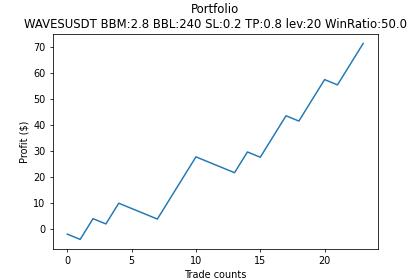 Portfolio
WAVESUSDT BBM:2.8 BBL:240 SL:0.2 TP:0.8 lev:20 WinRatio:50.0
Profit ($)
70
60
50
40
30
20
10
0
0 5 10 15 20
Trade counts